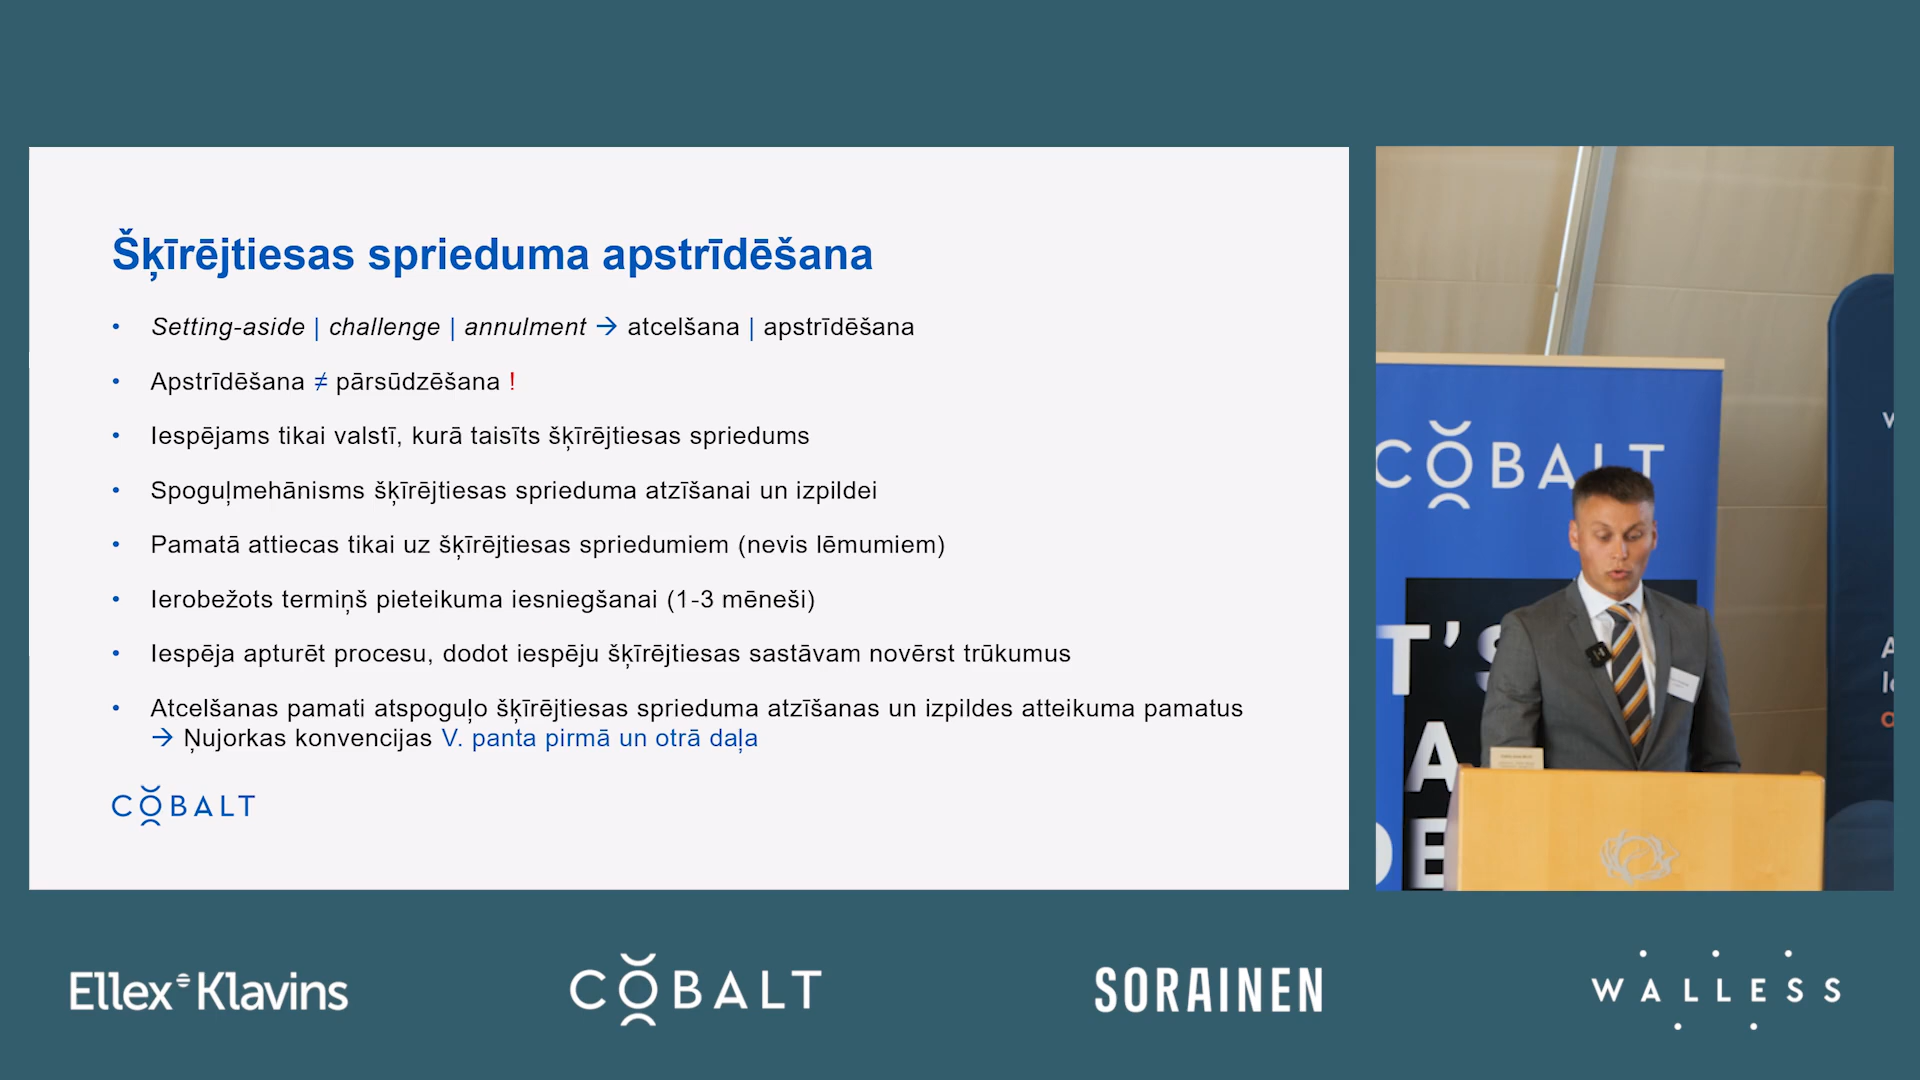 Šķīrējtiesas sprieduma apstrīdēšana
• Setting-aside | challenge | annulment → atcelšana | apstrīdēšana
• Apstrīdēšana ≠ pārsūdzēšana !
• Iespējams tikai valstī, kurā taisīts šķīrējtiesas spriedums
• Spoguļmehānisms šķīrējtiesas sprieduma atzīšanai un izpildei
• Pamatā attiecas tikai uz šķīrējtiesas spriedumiem (nevis lēmumiem)
• Ierobežots termiņš pieteikuma iesniegšanai (1-3 mēneši)
• Iespēja apturēt procesu, dodot iespēju šķīrējtiesas sastāvam novērst trūkumus
• Atcelšanas pamati atspoguļo šķīrējtiesas sprieduma atzīšanas un izpildes atteikuma pamatus
→ Ņujorkas konvencijas V. panta pirmā un otrā daļa
COBALT
COBALT
Ellex Klavins
COBALT
SORAINEN
WALLESS